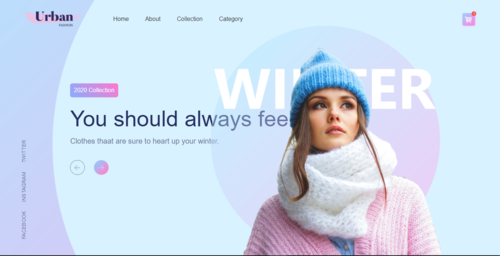 Urban
FASHION
Home
About
Collection
Category
WINTER
2020 Collection
You should always fee
Clothes thaat are sure to heart up your winter.
TWITTER
INSTAGRAM
FACEBOOK